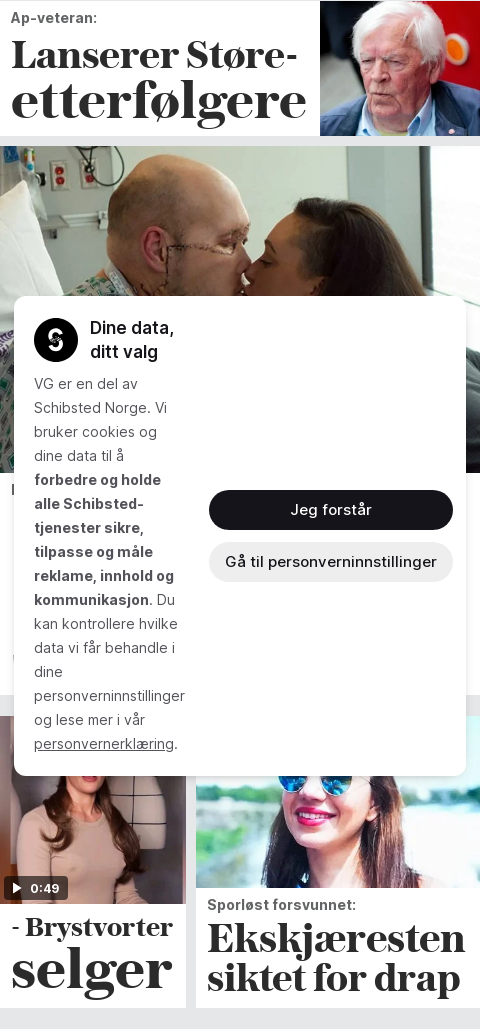 Ap-veteran:
Lanserer Støre-
etterfølgere
Dine data,
ditt valg
VG er en del av
Schibsted Norge. Vi
bruker cookies og
dine data til å
forbedre og holde
alle Schibsted-
tjenester sikre,
tilpasse og måle
reklame, innhold og
kommunikasjon. Du
kan kontrollere hvilke
data vi får behandle i
dine
personverninnstillinger
og lese mer i vår
personvernerklæring.
Jeg forstår
Gå til personverninnstillinger
0:49
- Brystvorter
selger
Sporløst forsvunnet:
Ekskjæresten
siktet for drap